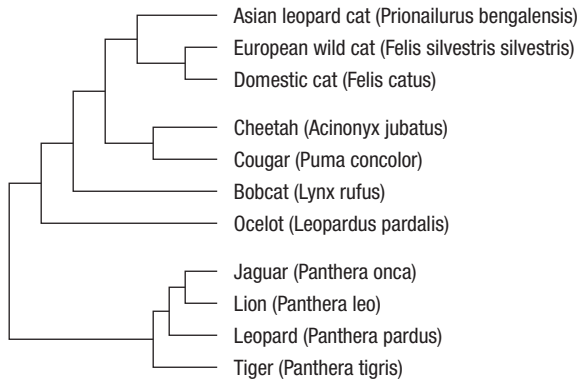 Asian leopard cat (Prionailurus bengalensis)
European wild cat (Felis silvestris silvestris)
Domestic cat (Felis catus)
Cheetah (Acinonyx jubatus)
Cougar (Puma concolor)
Bobcat (Lynx rufus)
Ocelot (Leopardus pardalis)
Jaguar (Panthera onca)
Lion (Panthera leo)
Leopard (Panthera pardus)
Tiger (Panthera tigris)